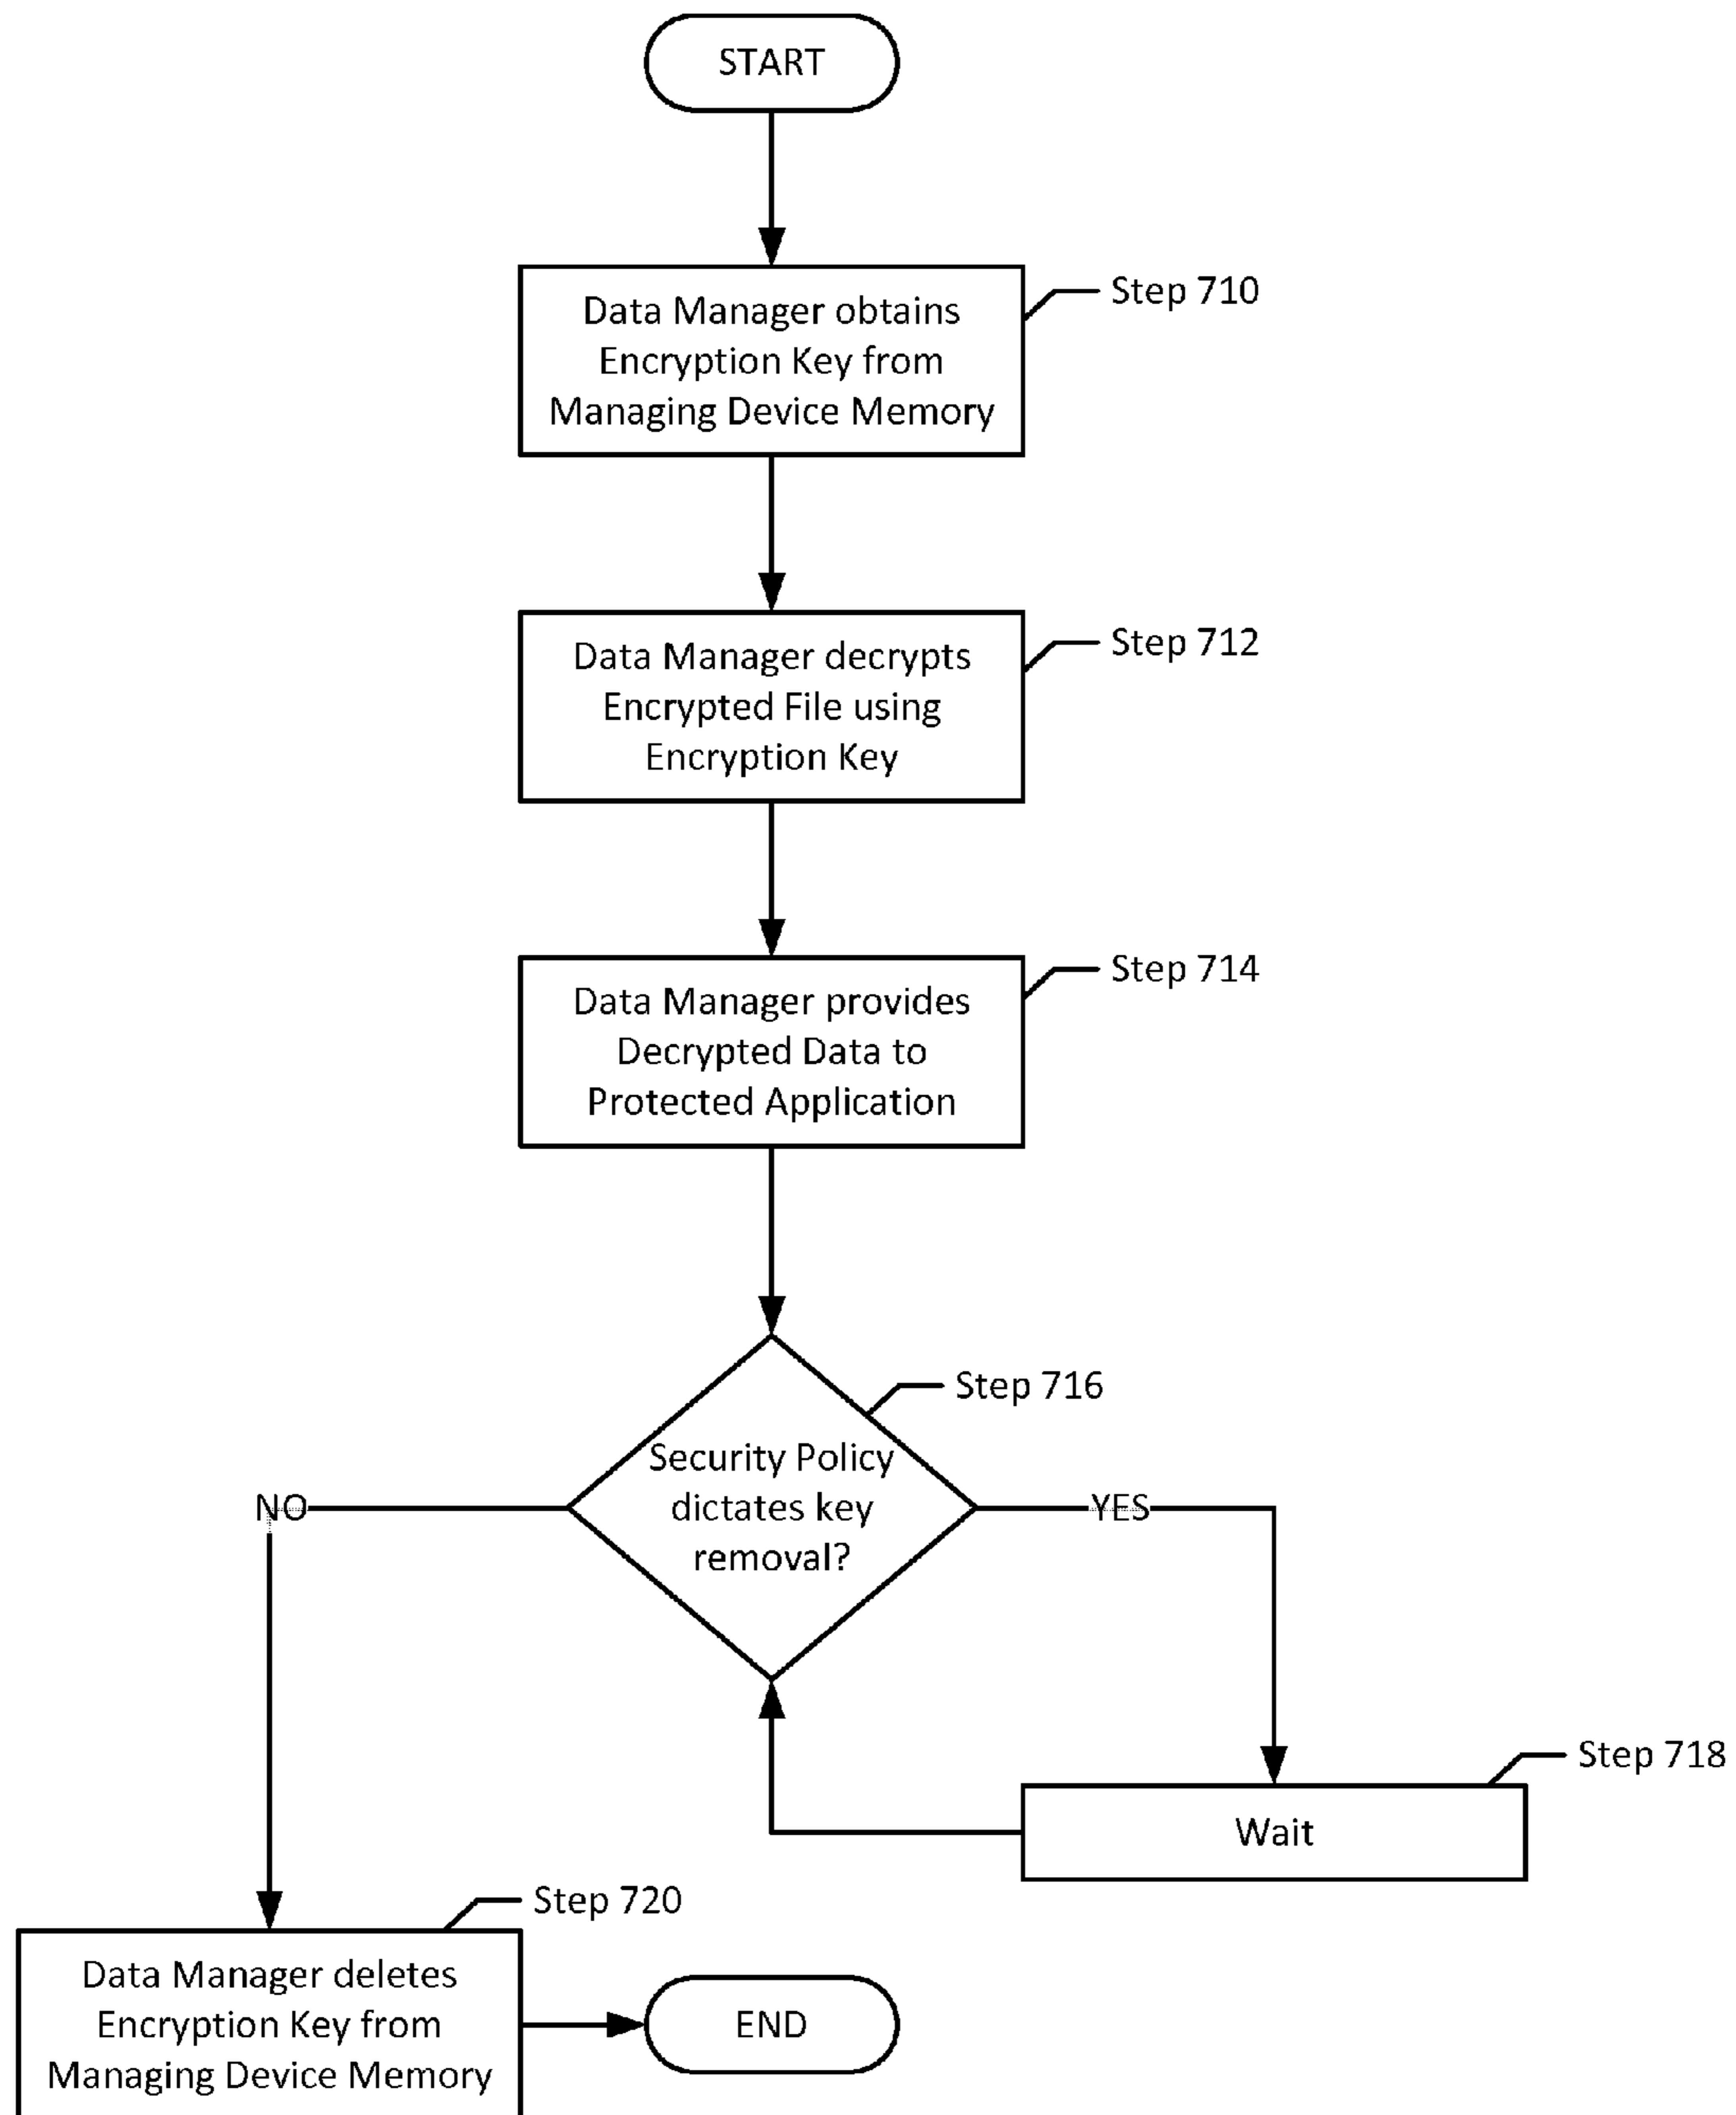 START
Data Manager obtains
Encryption Key from
Managing Device Memory
Step 710
Data Manager decrypts
Encrypted File using
Encryption Key
Step 712
Data Manager provides
Decrypted Data to
Protected Application
Step 714
Step 716
Security Policy
dictates key
removal?
NO
YES
Step 718
Wait
Step 720
Data Manager deletes
Encryption Key from
Managing Device Memory
END